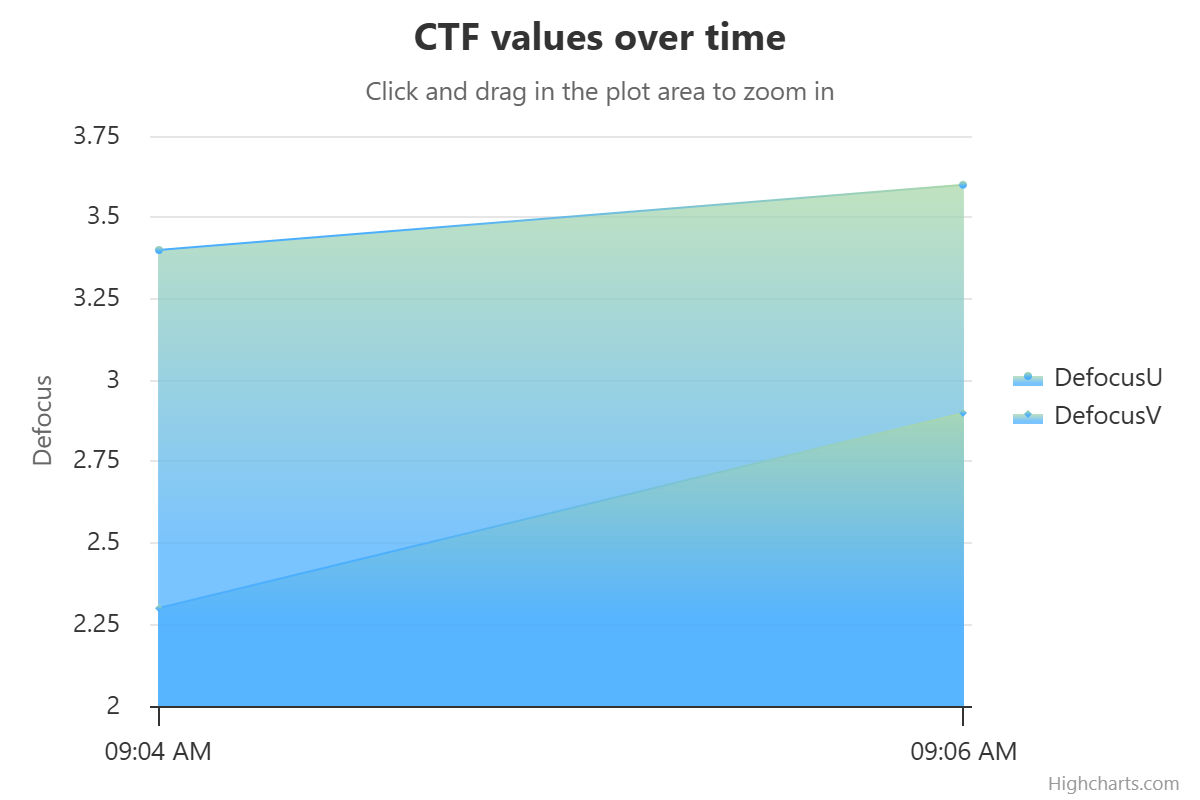 CTF values over time
Click and drag in the plot area to zoom in
3.75
3.5
3.25
3
2.75
2.5
2.25
2
Defocus
09:04 AM
09:06 AM
DefocusU
DefocusV
Highcharts.com